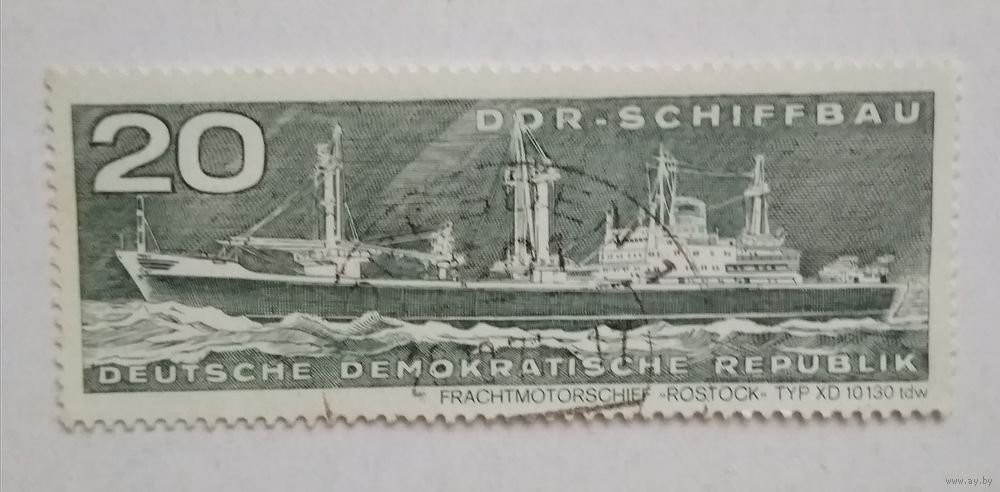 20
DDR-SCHIFFBAU
DEUTSCHE DEMOKRATISCHE REPUBLIK
FRACHTMOTORSCHIFF »ROSTOCK« TYP XD 10130 tdw
www.ay.by